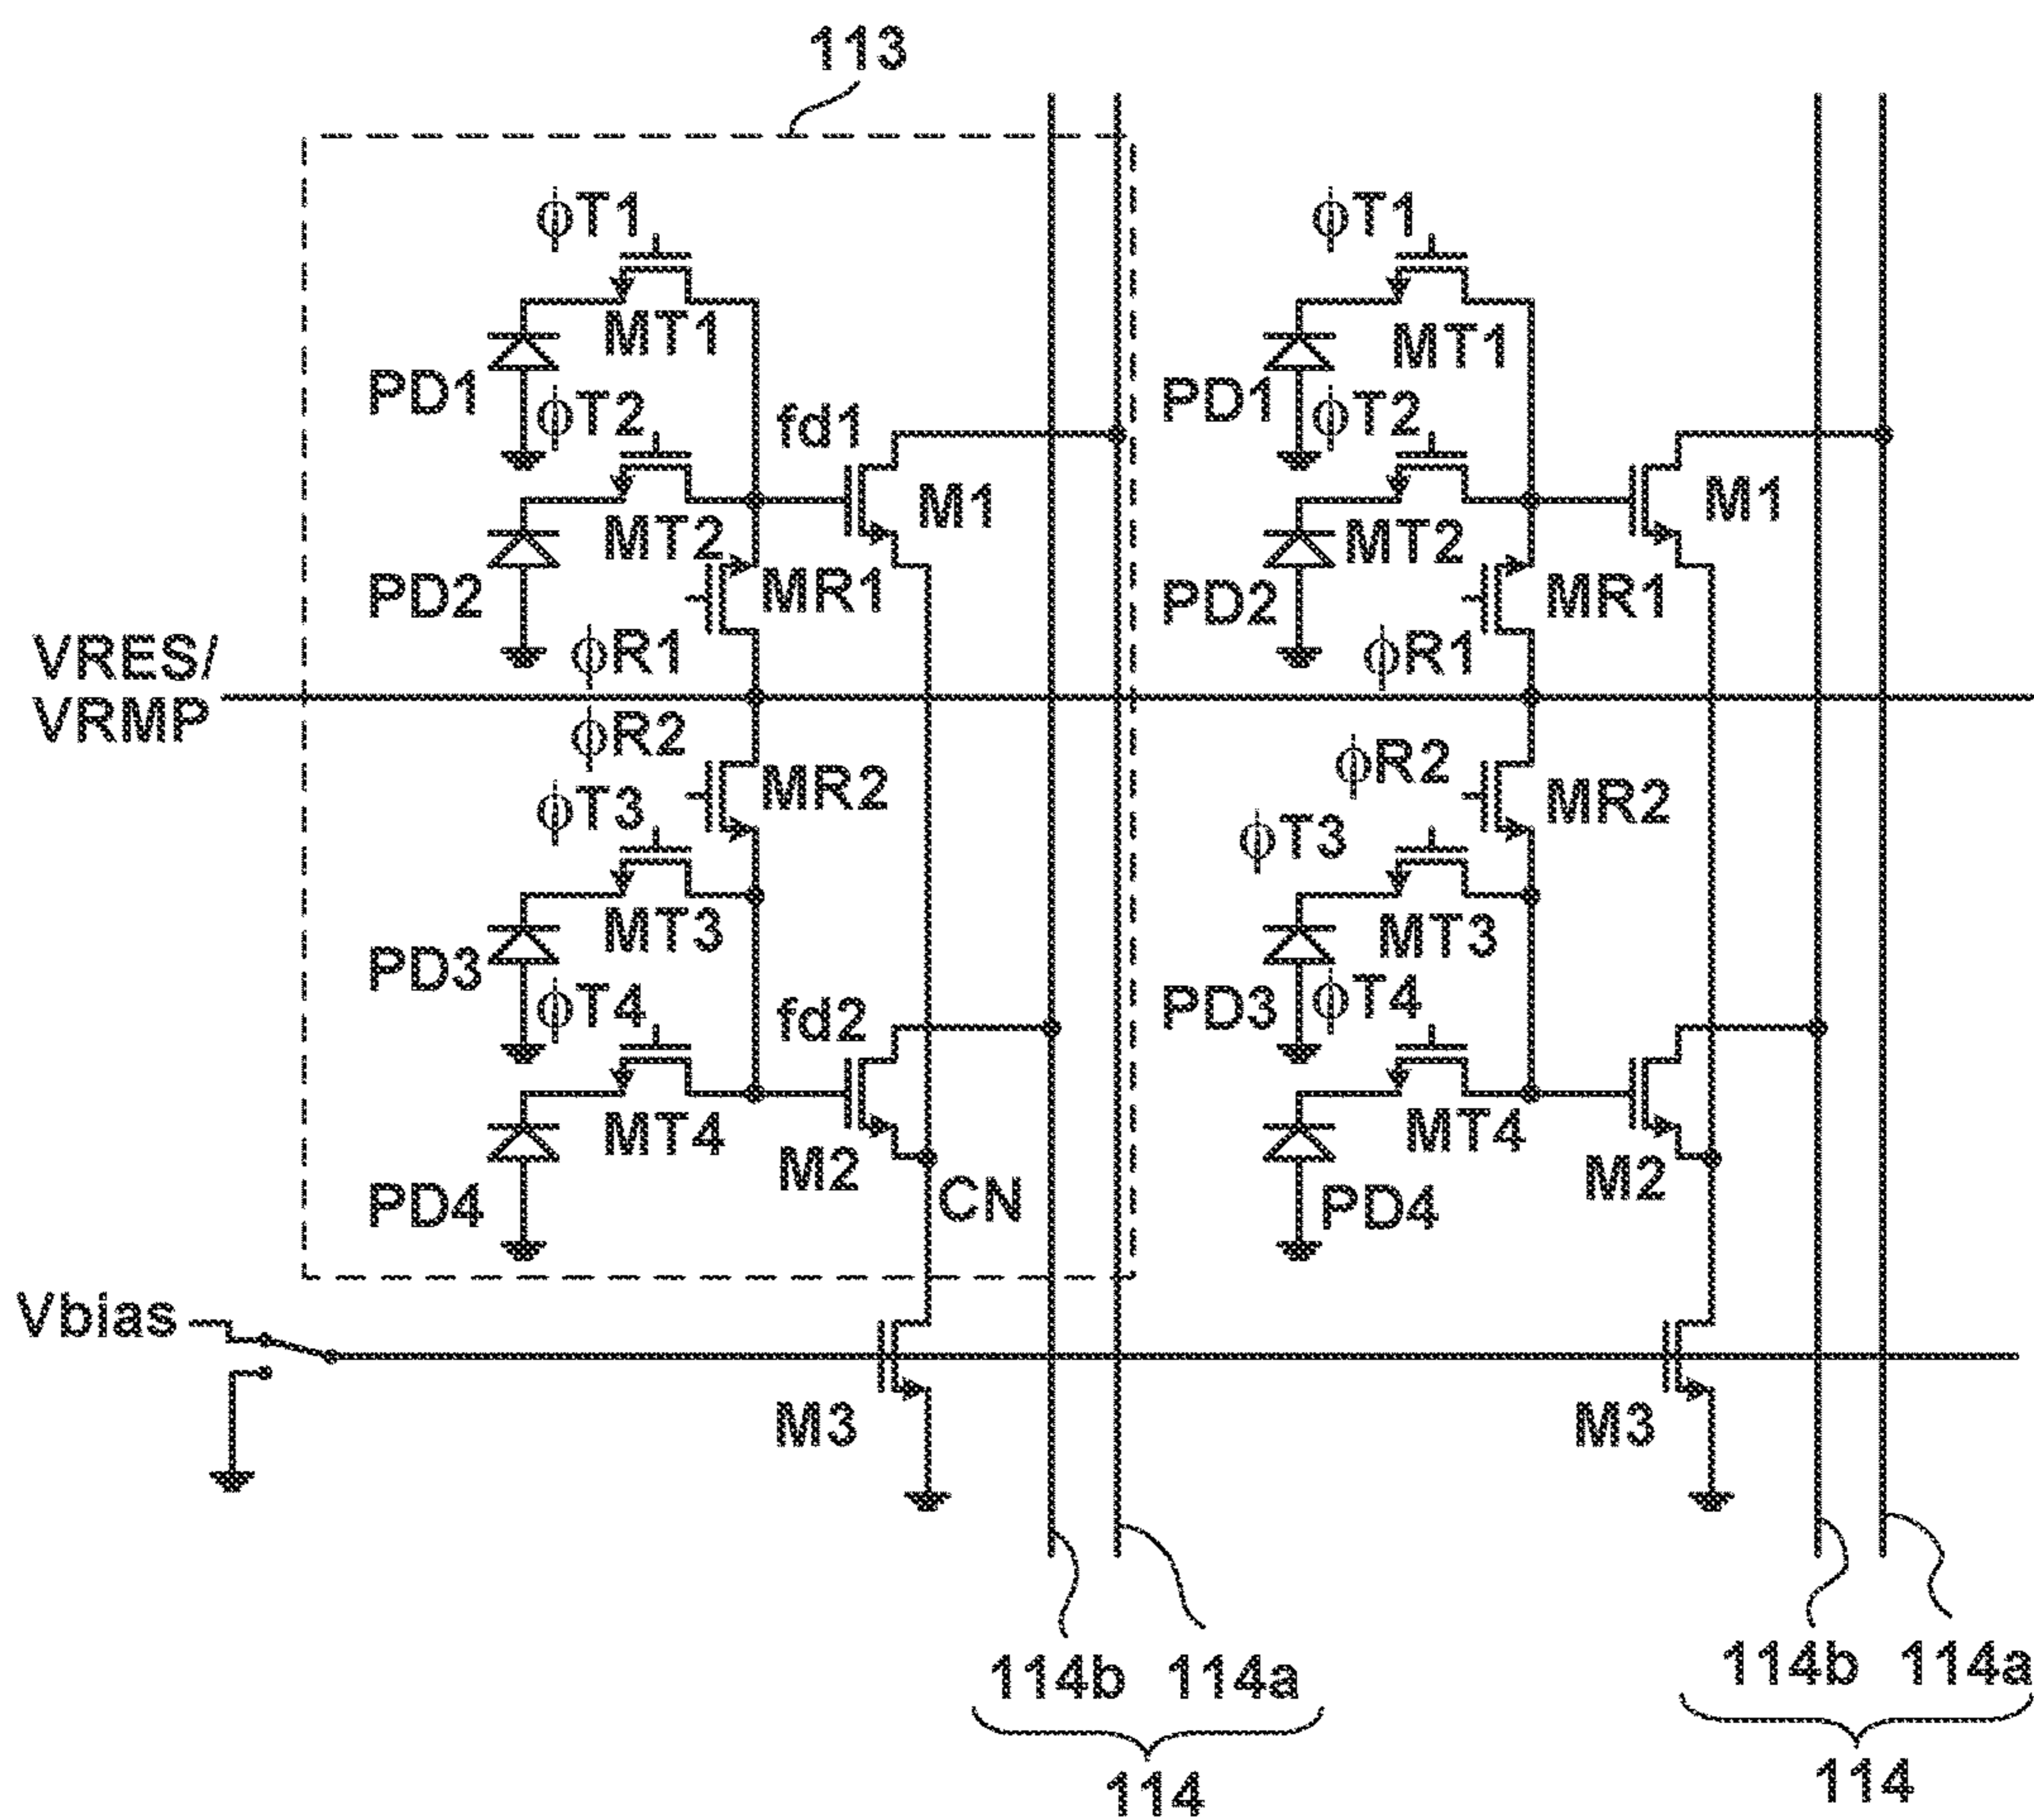 113
ϕT1
ϕT1
MT1
MT1
PD1
ϕT2
fd1
PD1
ϕT2
M1
M1
MT2
MT2
PD2
MR1
PD2
MR1
VRES/
VRMP
ϕR1
ϕR1
ϕR2
ϕR2
MR2
MR2
ϕT3
ϕT3
MT3
MT3
PD3
ϕT4
fd2
PD3
ϕT4
MT4
MT4
M2
M2
PD4
CN
PD4
Vbias
M3
M3
114b
114a
114b
114a
114
114